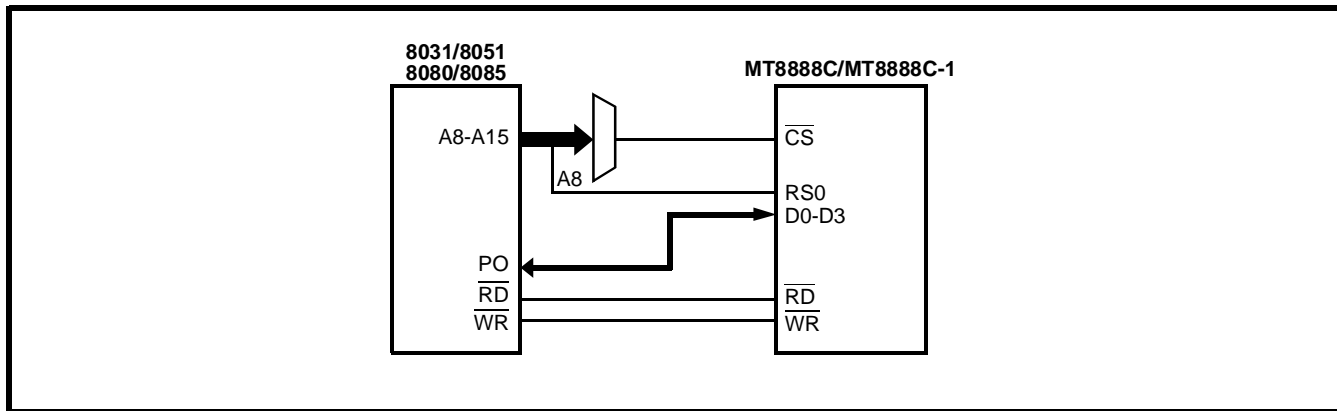 8031/8051
8080/8085
MT8888C/MT8888C-1
A8-A15
CS
A8
RS0
D0-D3
PO
RD
RD
WR
WR